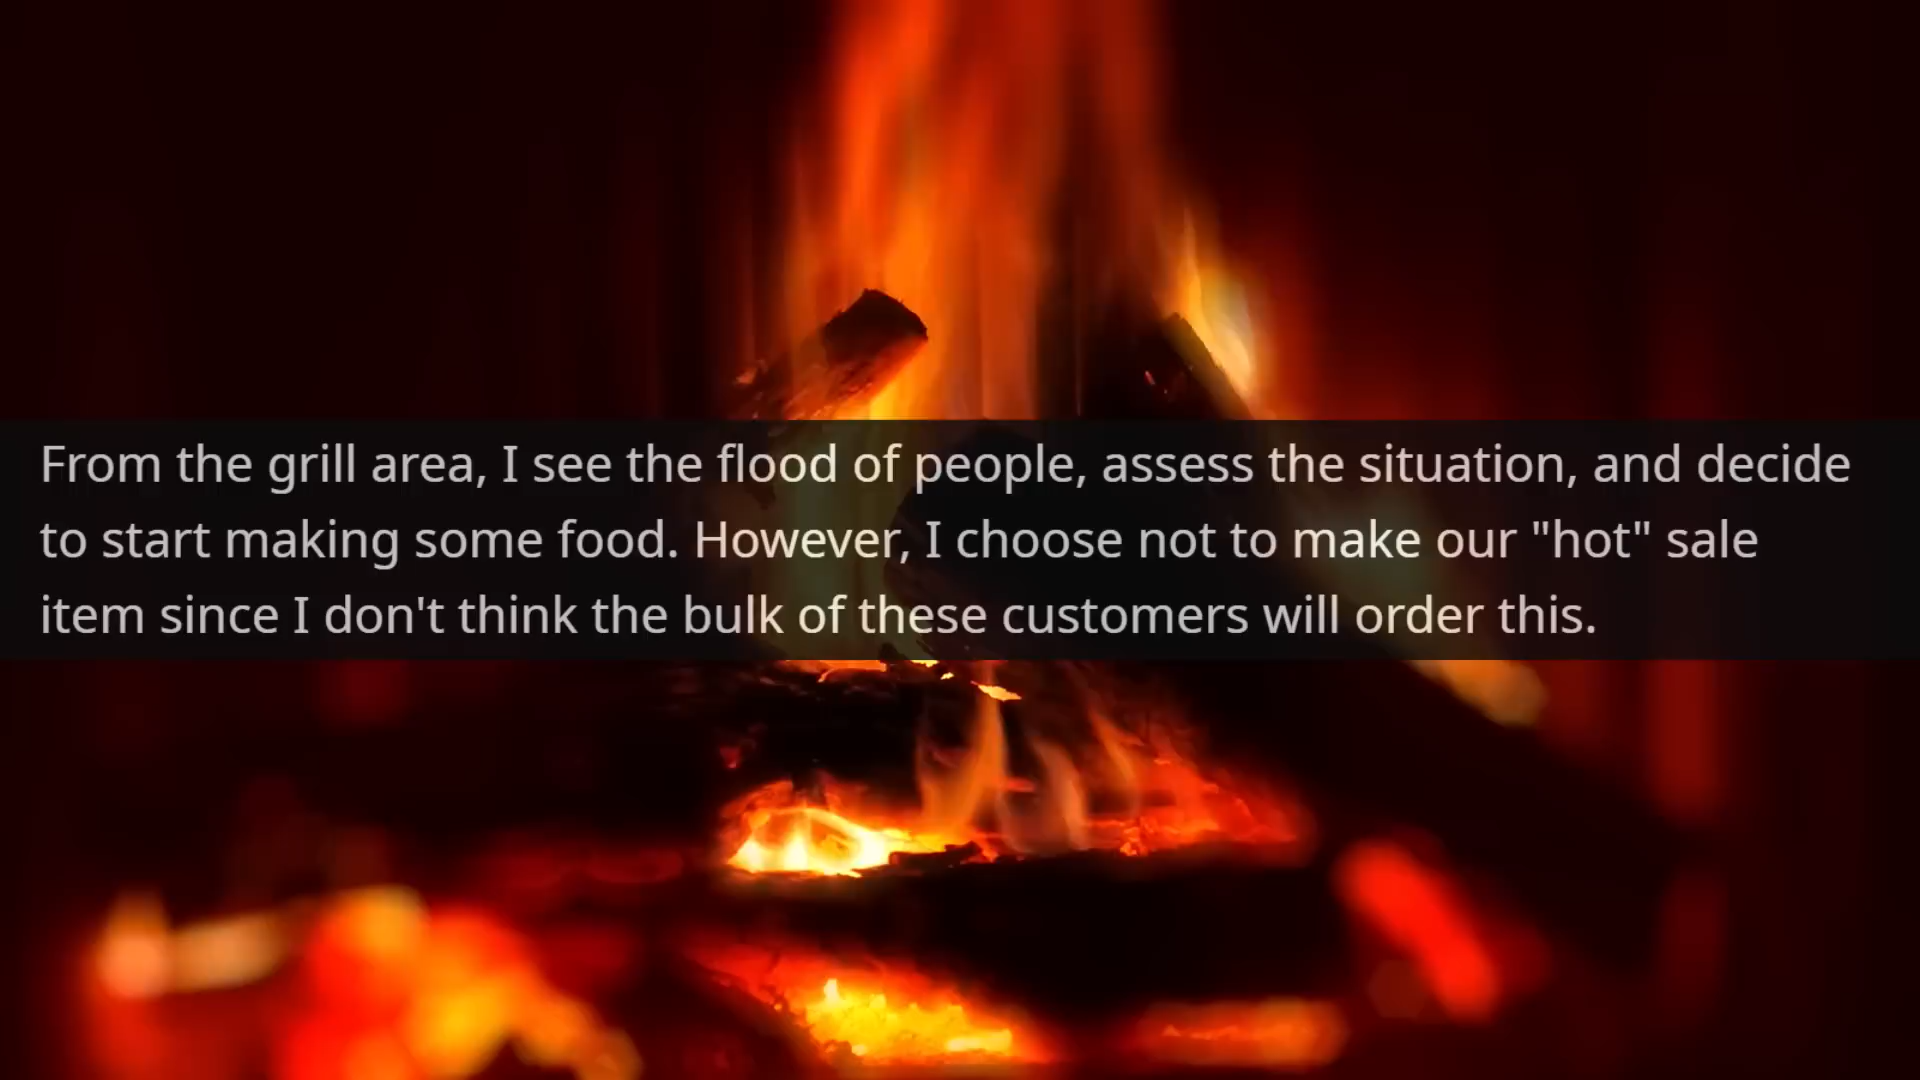 From the grill area, I see the flood of people, assess the situation, and decide
to start making some food. However, I choose not to make our "hot" sale
item since I don't think the bulk of these customers will order this.